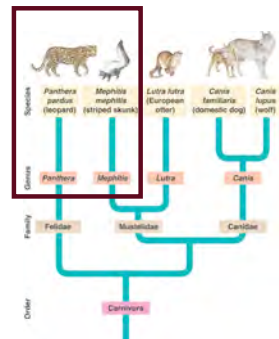 Species
Panthera pardus (leopard)
Mephitis mephitis (striped skunk)
Lutra lutra (European otter)
Canis familiaris (domestic dog)
Canis lupus (wolf)
Genus
Panthera
Mephitis
Lutra
Canis
Family
Felidae
Mustelidae
Canidae
Order
Carnivora